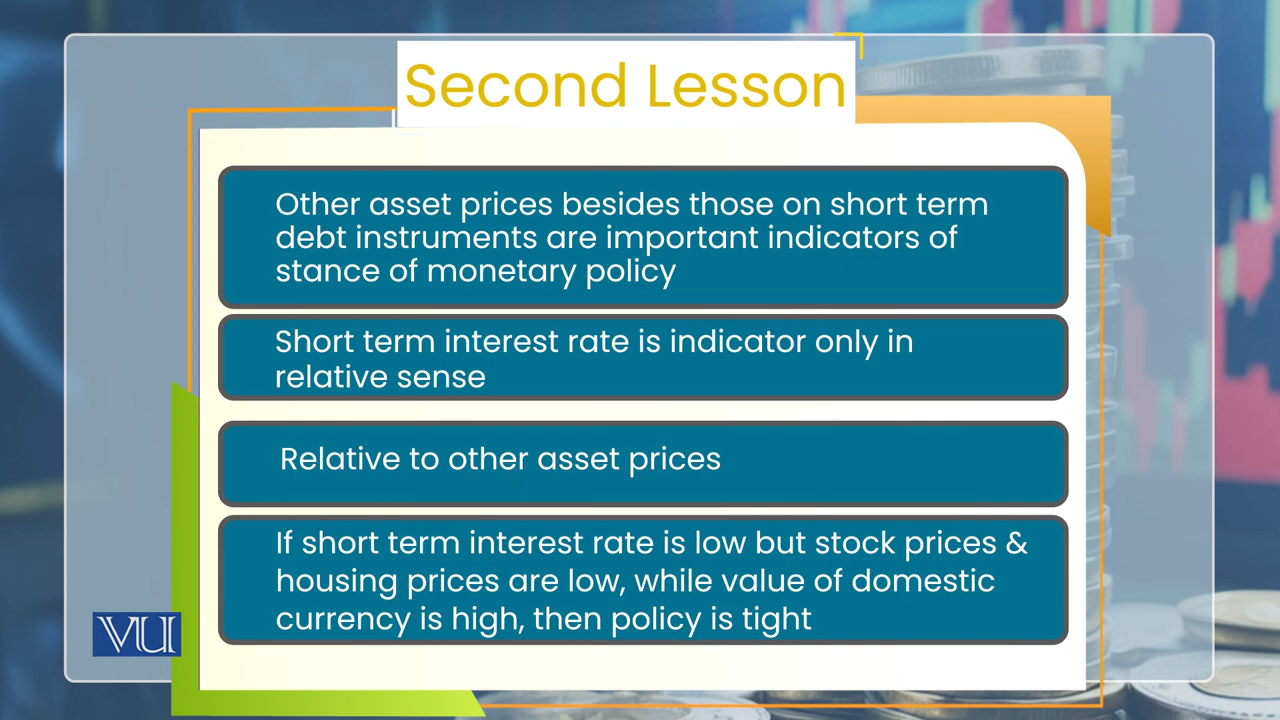 Second Lesson
Other asset prices besides those on short term
debt instruments are important indicators of
stance of monetary policy
Short term interest rate is indicator only in
relative sense
Relative to other asset prices
If short term interest rate is low but stock prices &
housing prices are low, while value of domestic
currency is high, then policy is tight
VU